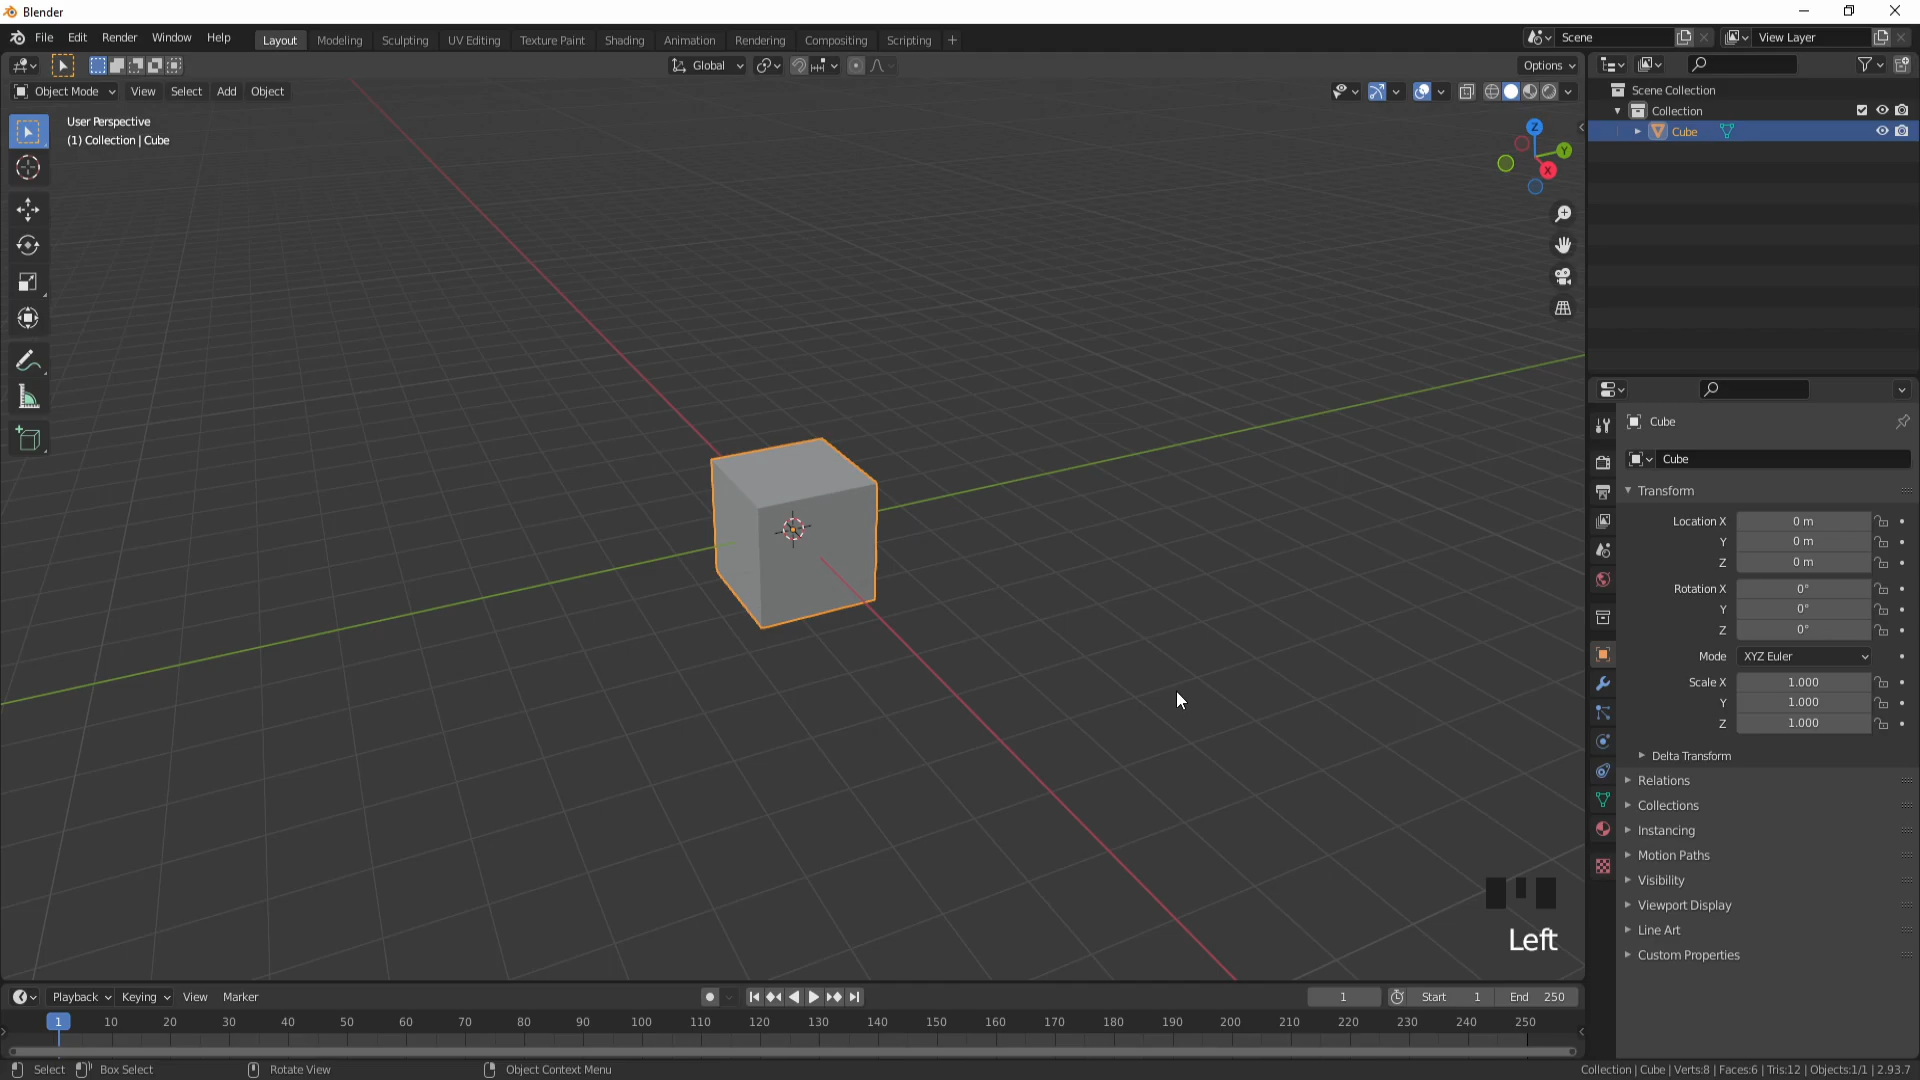 Blender
File Edit Render Window Help Layout Modeling Sculpting UV Editing Texture Paint Shading Animation Rendering Compositing Scripting + Scene View Layer
Global Options
Object Mode View Select Add Object
User Perspective
(1) Collection | Cube
Z
Y
X
Scene Collection
Collection
Cube
Cube
Cube
Transform
Location X 0 m
Y 0 m
Z 0 m
Rotation X 0°
Y 0°
Z 0°
Mode XYZ Euler
Scale X 1.000
Y 1.000
Z 1.000
Delta Transform
Relations
Collections
Instancing
Motion Paths
Visibility
Viewport Display
Line Art
Custom Properties
Left
Playback Keying View Marker 1 Start 1 End 250
1 10 20 30 40 50 60 70 80 90 100 110 120 130 140 150 160 170 180 190 200 210 220 230 240 250
Select Box Select Rotate View Object Context Menu Collection | Cube | Verts:8 | Faces:6 | Tris:12 | Objects:1/1 | 2.93.7